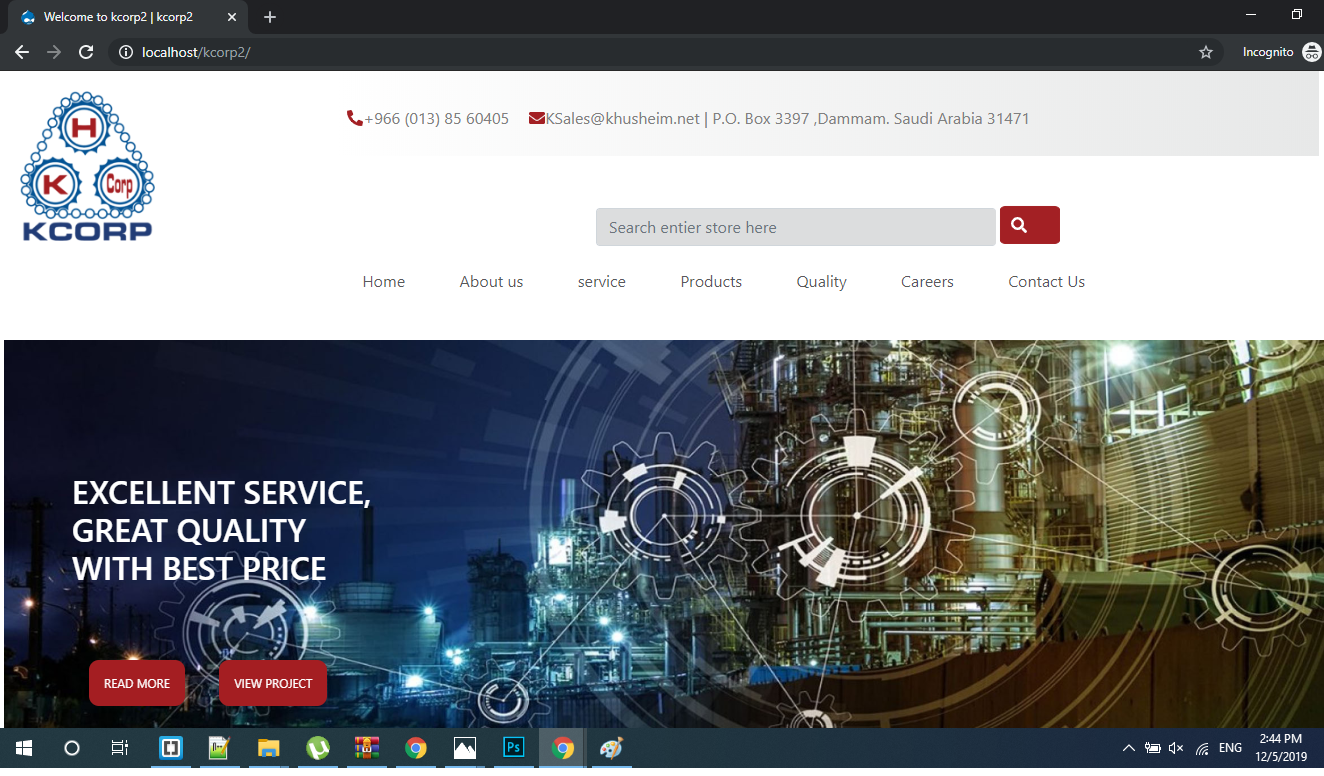 Welcome to kcorp2 | kcorp2
localhost/kcorp2/
Incognito
H
K
Corp
KCORP
+966 (013) 85 60405
KSales@khusheim.net | P.O. Box 3397 ,Dammam. Saudi Arabia 31471
Search entier store here
Home
About us
service
Products
Quality
Careers
Contact Us
EXCELLENT SERVICE,
GREAT QUALITY
WITH BEST PRICE
READ MORE
VIEW PROJECT
Ps
ENG
2:44 PM
12/5/2019